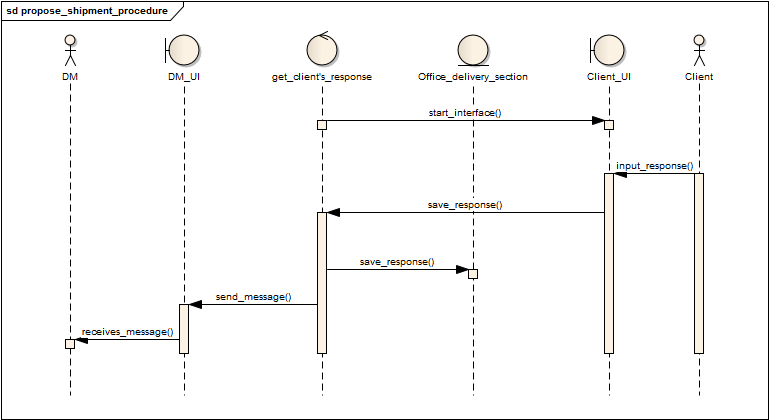 sd propose_shipment_procedure
DM
DM_UI
get_client's_response
Office_delivery_section
Client_UI
Client
start_interface()
input_response()
save_response()
save_response()
send_message()
receives_message()